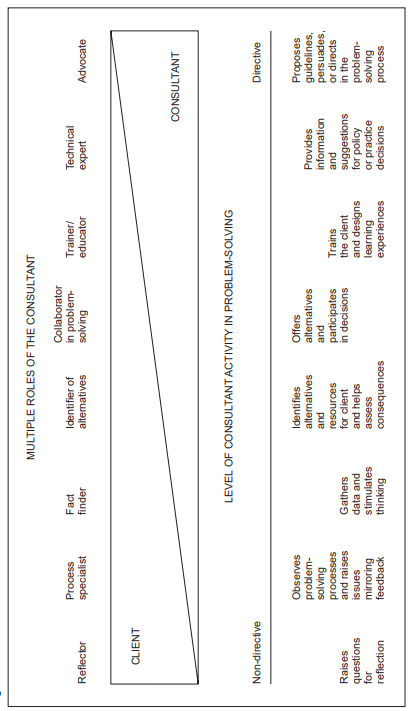 MULTIPLE ROLES OF THE CONSULTANT
Reflector
Process
specialist
Fact
finder
Identifier of
alternatives
Collaborator
in problem-
solving
Trainer/
educator
Technical
expert
Advocate
CLIENT
CONSULTANT
LEVEL OF CONSULTANT ACTIVITY IN PROBLEM-SOLVING
Non-directive
Directive
Raises
questions
for
reflection
Observes
problem-
solving
processes
and raises
issues
mirroring
feedback
Gathers
data and
stimulates
thinking
Identifies
alternatives
and
resources
for client
and helps
assess
consequences
Offers
alternatives
and
participates
in decisions
Trains
the client
and designs
learning
experiences
Provides
information
and
suggestions
for policy
or practice
decisions
Proposes
guidelines,
persuades,
or directs
in the
problem-
solving
process